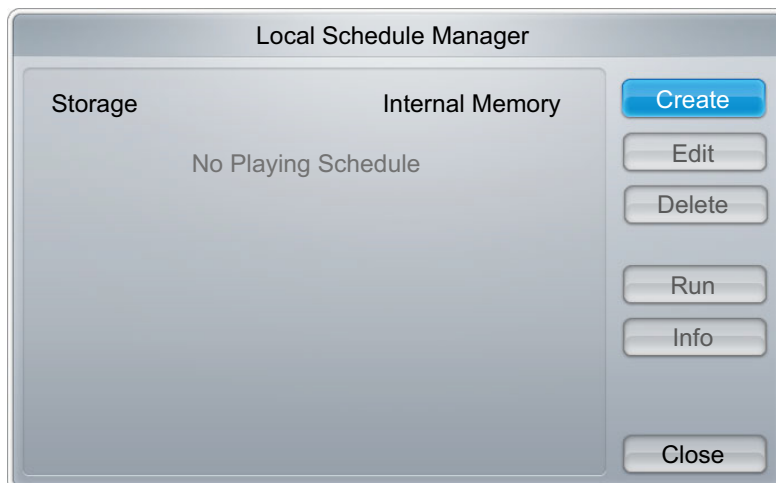 Local Schedule Manager
Storage Internal Memory
No Playing Schedule
Create
Edit
Delete
Run
Info
Close